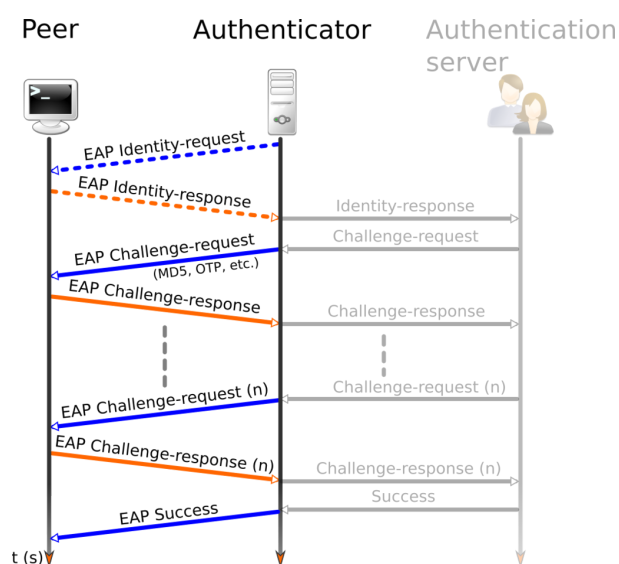 Peer
Authenticator
Authentication
server
>_
EAP Identity-request
EAP Identity-response
Identity-response
Challenge-request
EAP Challenge-request
(MD5, OTP, etc.)
EAP Challenge-response
Challenge-response
Challenge-request (n)
EAP Challenge-request (n)
EAP Challenge-response (n)
Challenge-response (n)
Success
EAP Success
t (s)